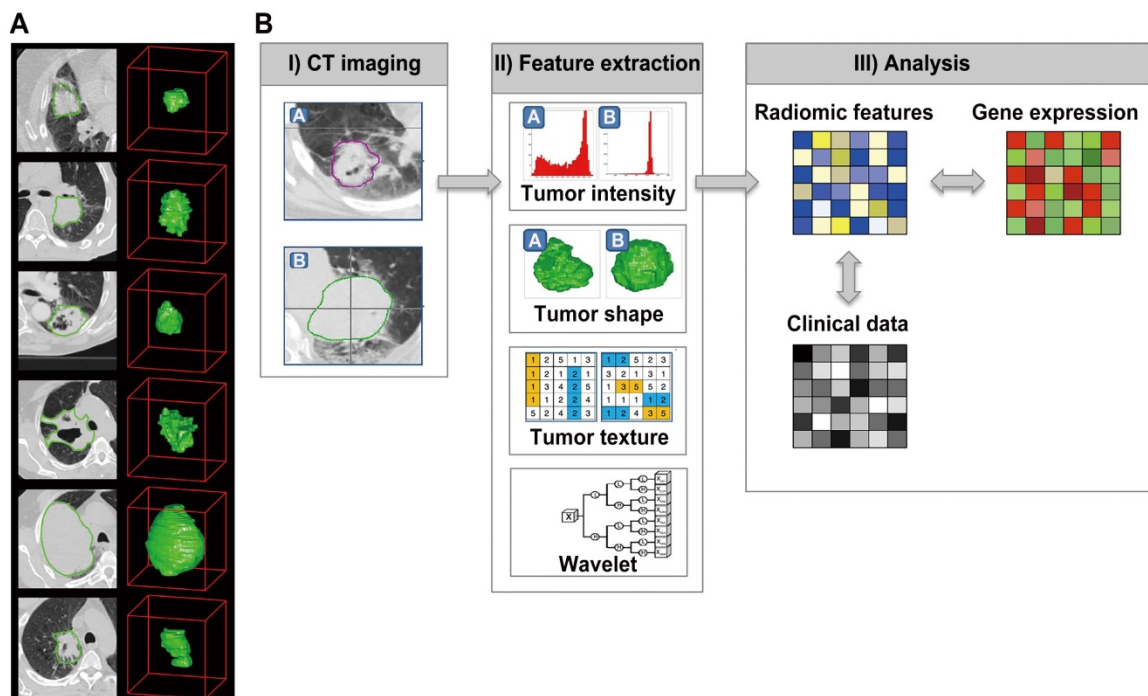 A
B
I) CT imaging
A
B
II) Feature extraction
A B
Tumor intensity
A B
Tumor shape
1 2 5 1 3
1 1 1 2 1
1 3 4 2 5
1 1 1 2 4
5 2 4 2 3
1 2 5 2 3
3 2 1 3 1
1 3 5 5 2
1 1 1 1 2
1 2 4 3 5
Tumor texture
X
L
H
L
H
L
H
L
H
L
H
L
H
L
H
Wavelet
III) Analysis
Radiomic features
Gene expression
Clinical data